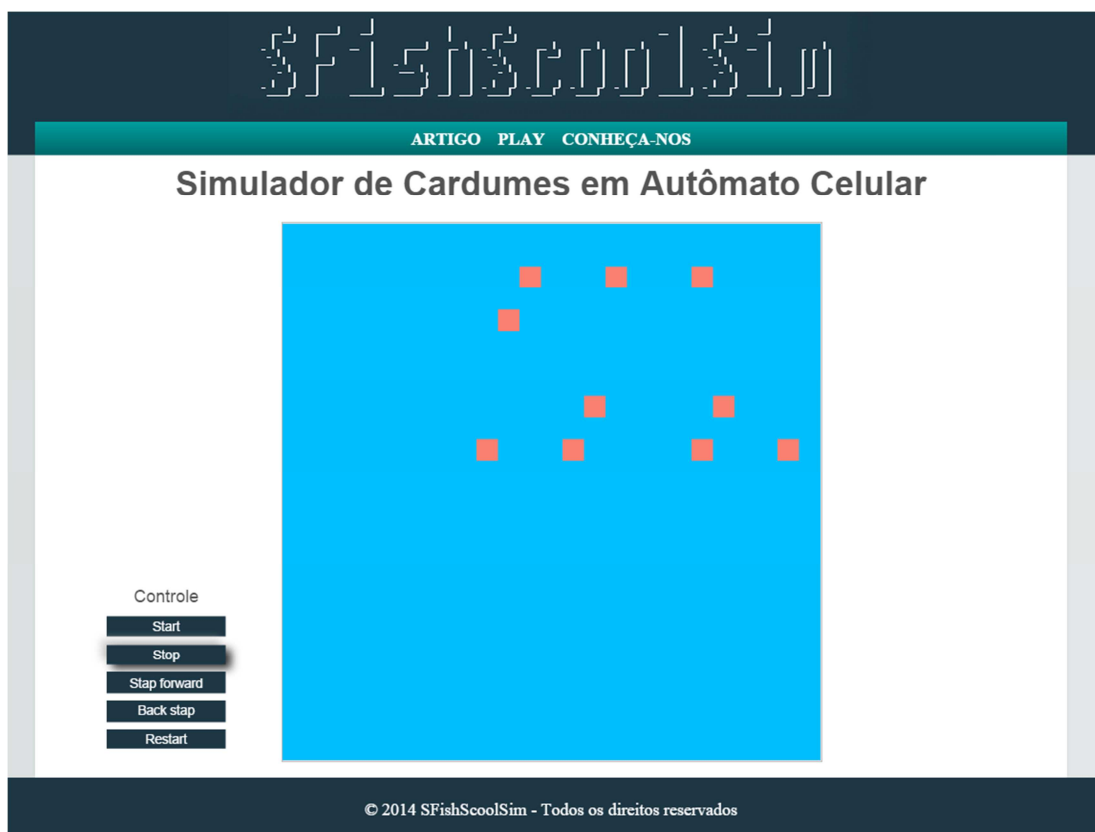 SFishScoolSim
ARTIGO PLAY CONHEÇA-NOS
Simulador de Cardumes em Autômato Celular
Controle
Start
Stop
Stap forward
Back stap
Restart
© 2014 SFishScoolSim - Todos os direitos reservados